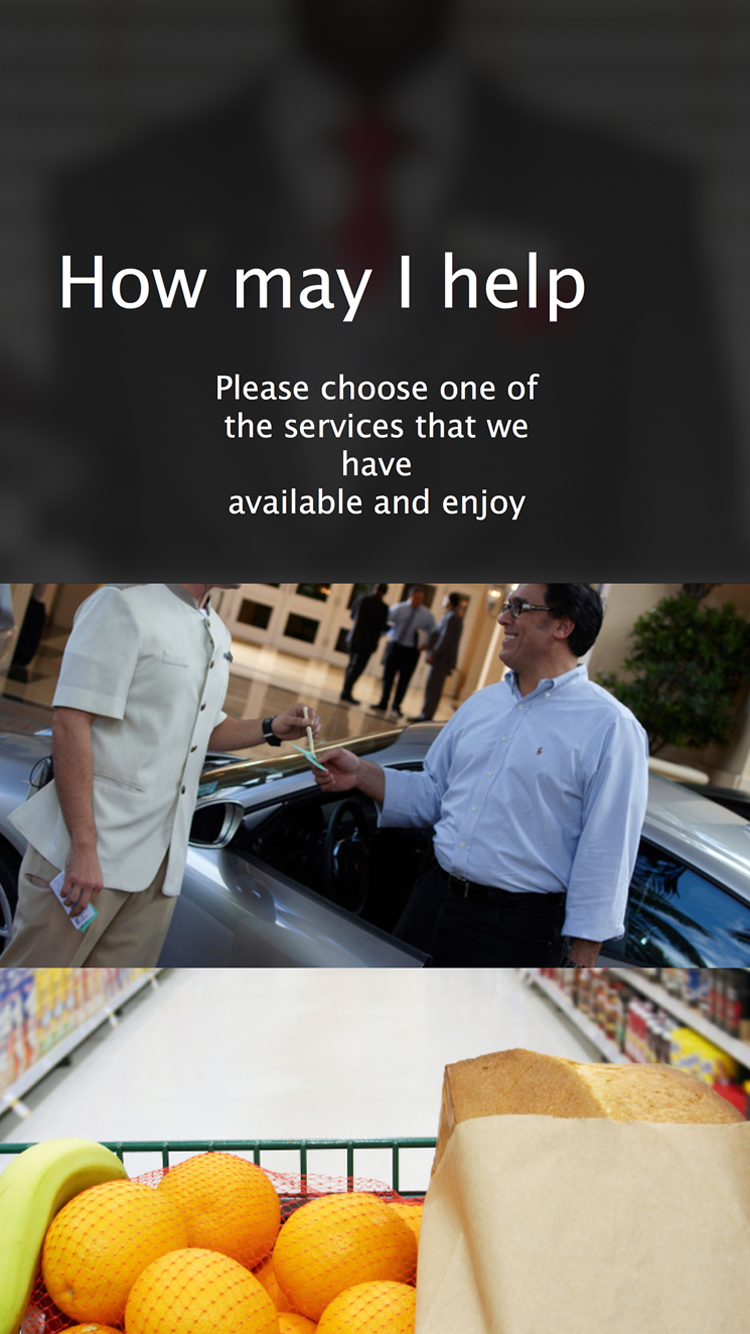 How may I help
Please choose one of
the services that we
have
available and enjoy